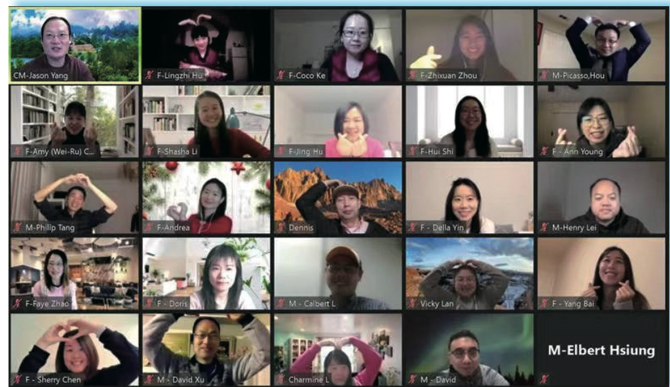 CM-Jason Yang
F-Lingzhi Hu
F-Coco Ke
F-Zhixuan Zhou
M-Picasso,Hou
F-Amy (Wei-Ru) C...
F-Shasha Li
F-Jing Hu
F-Hui Shi
F - Ann Young
M-Philip Tang
F-Andrea
Dennis
F - Della Yin
M-Henry Lei
F-Faye Zhao
F - Doris
M - Calbert L
Vicky Lan
F - Yang Bai
M-Elbert Hsiung
F - Sherry Chen
M - David Xu
Charmine L
M - David